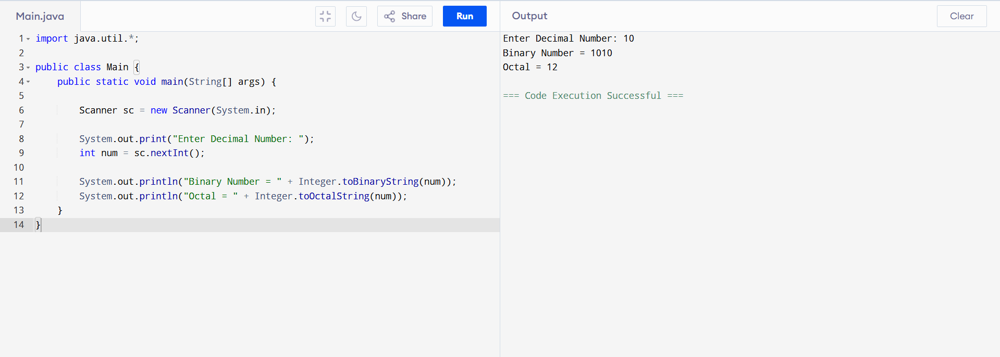 Main.java
Share
Run
Output
Clear
1 import java.util.*;
2
3 public class Main {
4     public static void main(String[] args) {
5
6         Scanner sc = new Scanner(System.in);
7
8         System.out.print("Enter Decimal Number: ");
9         int num = sc.nextInt();
10
11         System.out.println("Binary Number = " + Integer.toBinaryString(num));
12         System.out.println("Octal = " + Integer.toOctalString(num));
13     }
14 }
Enter Decimal Number: 10
Binary Number = 1010
Octal = 12
=== Code Execution Successful ===